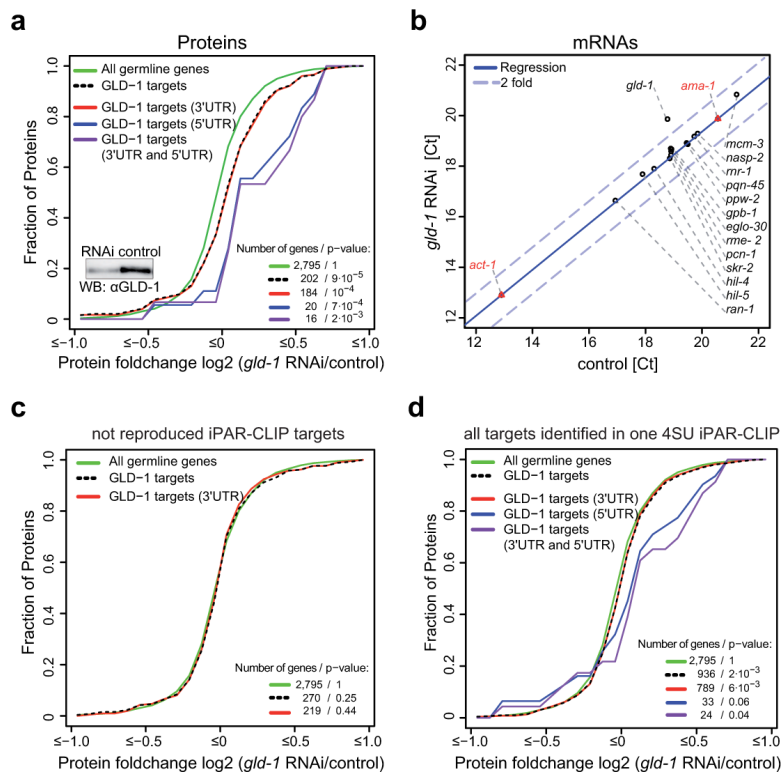 a
Proteins
All germline genes
GLD−1 targets
GLD−1 targets (3'UTR)
GLD−1 targets (5'UTR)
GLD−1 targets
(3'UTR and 5'UTR)
RNAi control
WB: αGLD-1
Number of genes / p−value:
2,795 / 1
202 / 9·10⁻⁵
184 / 10⁻⁴
20 / 7·10⁻⁴
16 / 2·10⁻³
Fraction of Proteins
0 0.2 0.4 0.6 0.8 1.0
≤−1.0 ≤−0.5 ≤0 ≤0.5 ≤1.0
Protein foldchange log2 (gld-1 RNAi/control)
b
mRNAs
Regression
2 fold
gld-1
ama-1
act-1
mcm-3
nasp-2
rnr-1
pqn-45
ppw-2
gpb-1
eglo-30
rme- 2
pcn-1
skr-2
hil-4
hil-5
ran-1
gld-1 RNAi [Ct]
12 14 16 18 20 22
12 14 16 18 20 22
control [Ct]
c
not reproduced iPAR-CLIP targets
All germline genes
GLD−1 targets
GLD−1 targets (3'UTR)
Number of genes / p−value:
2,795 / 1
270 / 0.25
219 / 0.44
Fraction of Proteins
0 0.2 0.4 0.6 0.8 1.0
≤−1.0 ≤−0.5 ≤0 ≤0.5 ≤1.0
Protein foldchange log2 (gld-1 RNAi/control)
d
all targets identified in one 4SU iPAR-CLIP
All germline genes
GLD−1 targets
GLD−1 targets (3'UTR)
GLD−1 targets (5'UTR)
GLD−1 targets
(3'UTR and 5'UTR)
Number of genes / p−value:
2,795 / 1
936 / 2·10⁻³
789 / 6·10⁻³
33 / 0.06
24 / 0.04
Fraction of Proteins
0 0.2 0.4 0.6 0.8 1.0
≤−1.0 ≤−0.5 ≤0 ≤0.5 ≤1.0
Protein foldchange log2 (gld-1 RNAi/control)